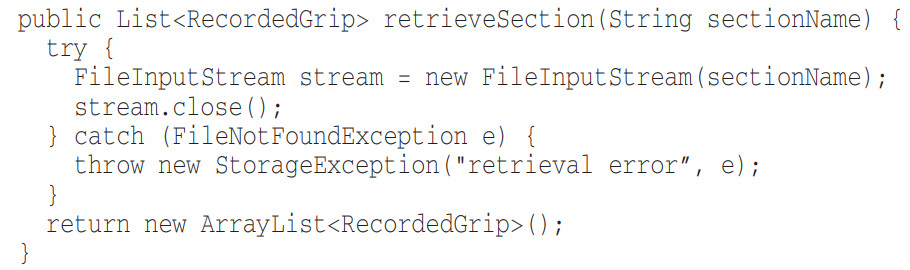 public List<RecordedGrip> retrieveSection(String sectionName) {
try {
FileInputStream stream = new FileInputStream(sectionName);
stream.close();
} catch (FileNotFoundException e) {
throw new StorageException("retrieval error", e);
}
return new ArrayList<RecordedGrip>();
}